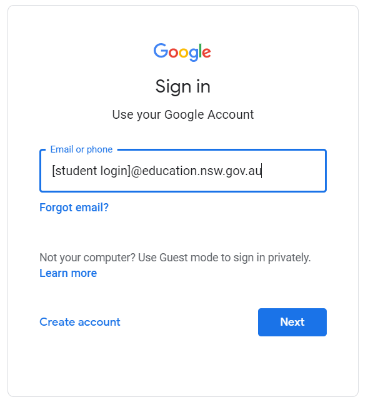 Google
Sign in
Use your Google Account
Email or phone
[student login]@education.nsw.gov.au
Forgot email?
Not your computer? Use Guest mode to sign in privately.
Learn more
Create account
Next